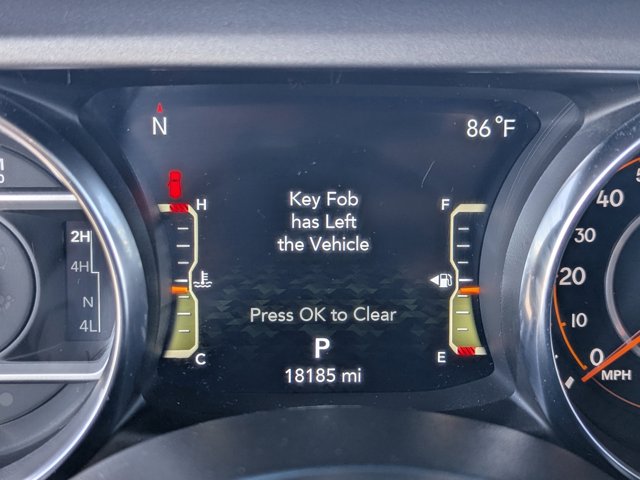 N
86°F
H
F
Key Fob
has Left
the Vehicle
2H
4H
N
4L
Press OK to Clear
C
E
P
18185 mi
40
30
20
10
0
MPH